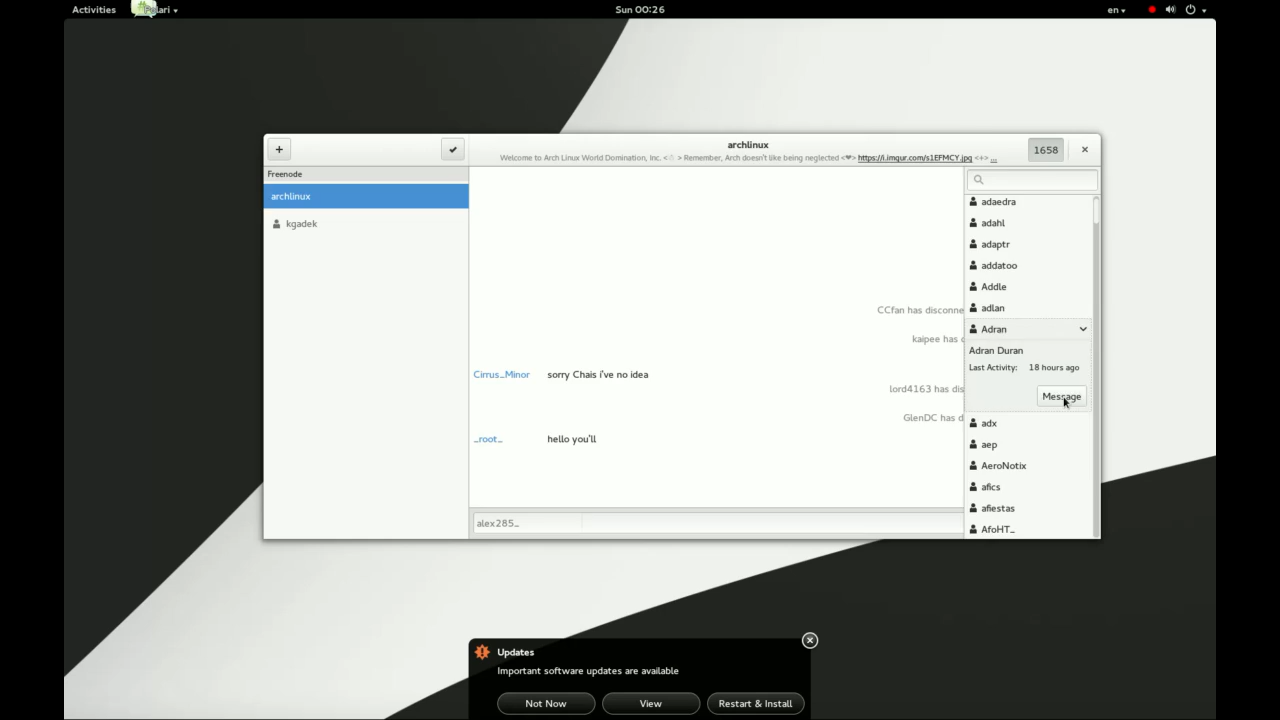 Activities
Polari
Sun 00:26
en
archlinux
Welcome to Arch Linux World Domination, Inc. <☃> Remember, Arch doesn't like being neglected <❤> https://i.imgur.com/s1EFMCY.jpg <+> ...
1658
Freenode
archlinux
kgadek
CCfan has disconne
kaipee has
Cirrus_Minor sorry Chais i've no idea
lord4163 has dis
GlenDC has d
_root_ hello you'll
alex285_
adaedra
adahl
adaptr
addatoo
Addle
adlan
Adran
Adran Duran
Last Activity: 18 hours ago
Message
adx
aep
AeroNotix
afics
afiestas
AfoHT_
Updates
Important software updates are available
Not Now
View
Restart & Install